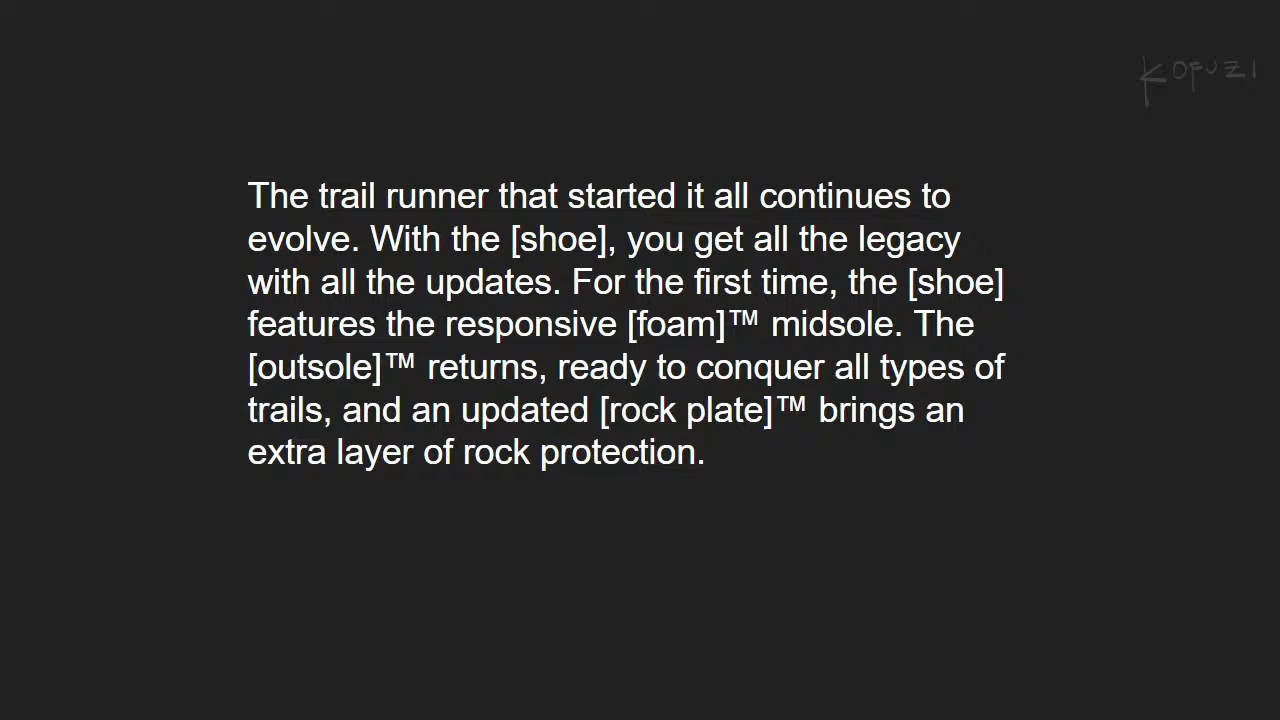 KOFUZI
The trail runner that started it all continues to
evolve. With the [shoe], you get all the legacy
with all the updates. For the first time, the [shoe]
features the responsive [foam]™ midsole. The
[outsole]™ returns, ready to conquer all types of
trails, and an updated [rock plate]™ brings an
extra layer of rock protection.